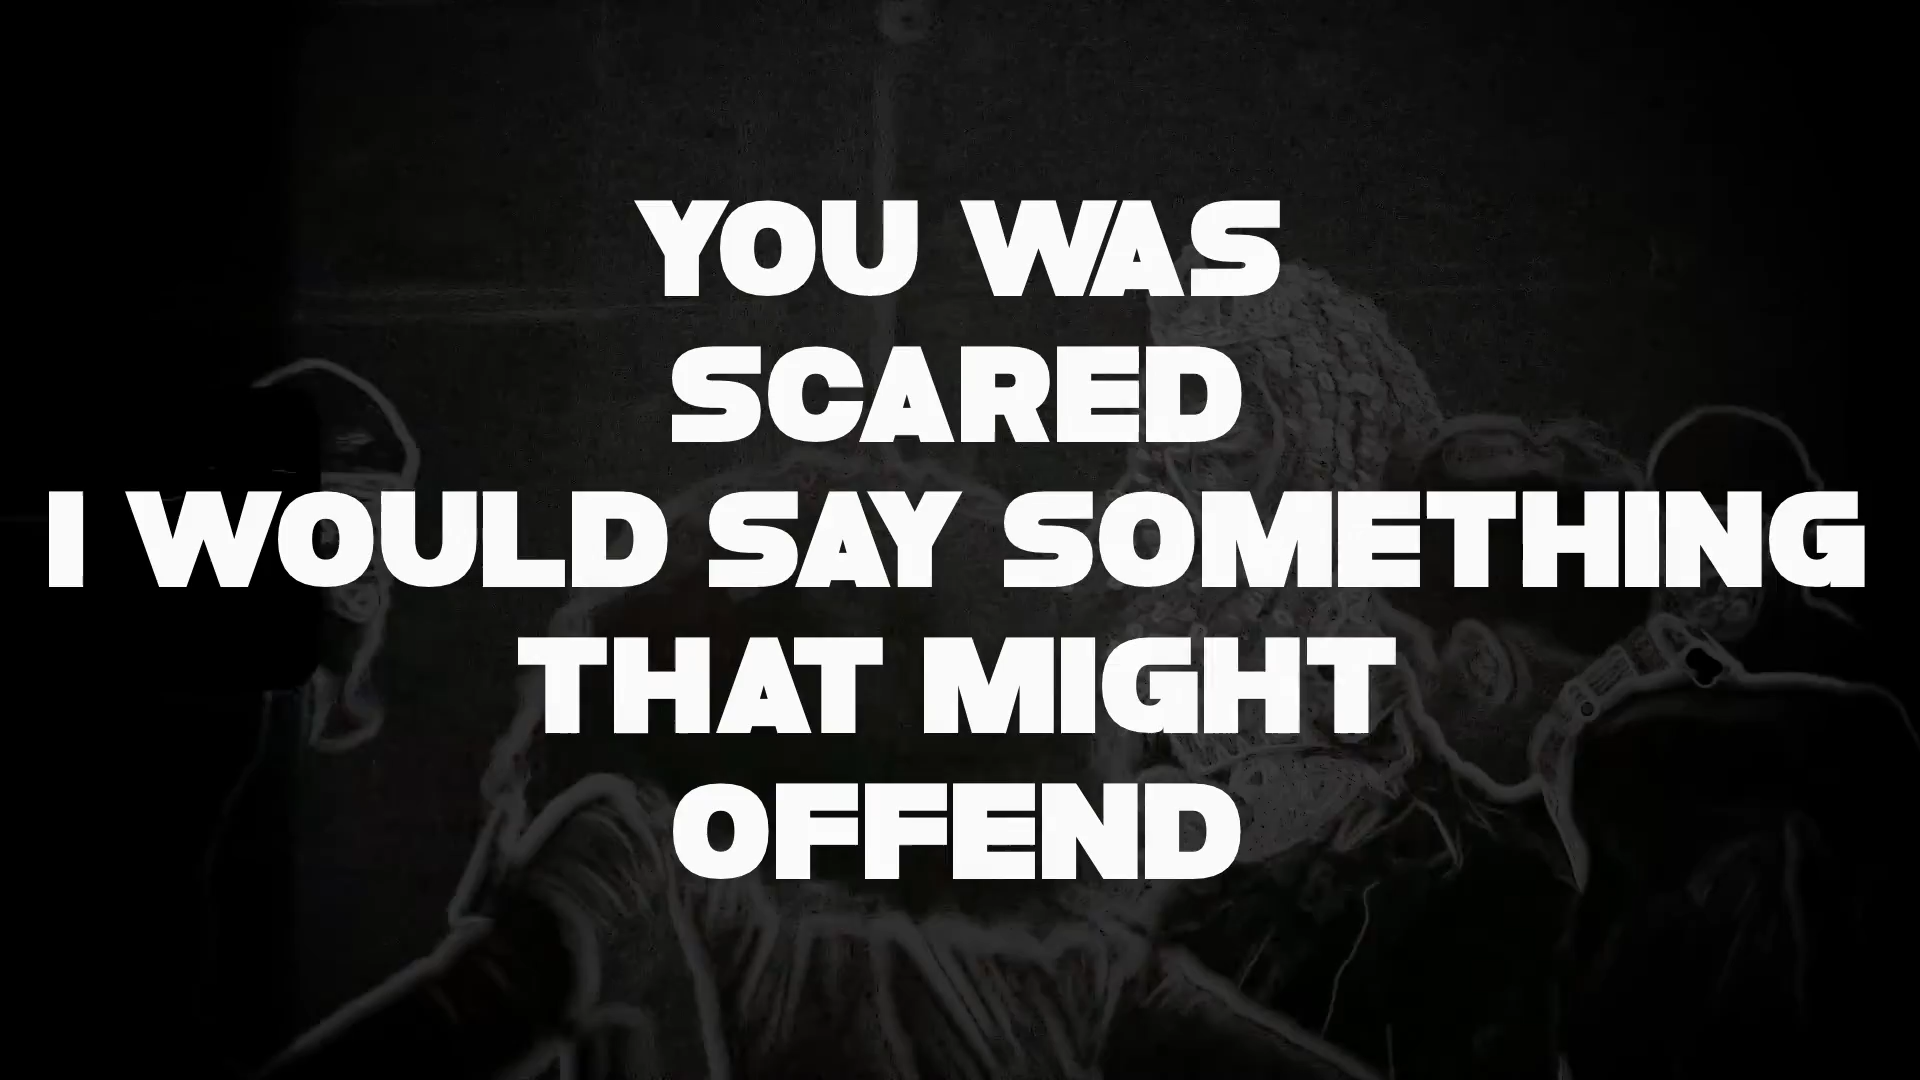 YOU WAS
SCARED
I WOULD SAY SOMETHING
THAT MIGHT
OFFEND